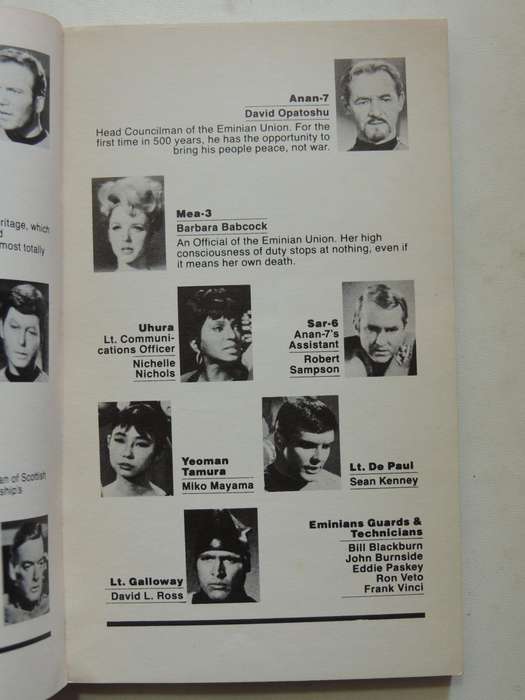 eritage, which
d
most totally
an of Scottish
ship's
Anan-7
David Opatoshu
Head Councilman of the Eminian Union. For the
first time in 500 years, he has the opportunity to
bring his people peace, not war.
Mea-3
Barbara Babcock
An Official of the Eminian Union. Her high
consciousness of duty stops at nothing, even if
it means her own death.
Uhura
Lt. Communi-
cations Officer
Nichelle
Nichols
Sar-6
Anan-7's
Assistant
Robert
Sampson
Yeoman
Tamura
Miko Mayama
Lt. De Paul
Sean Kenney
Lt. Galloway
David L. Ross
Eminians Guards &
Technicians
Bill Blackburn
John Burnside
Eddie Paskey
Ron Veto
Frank Vinci